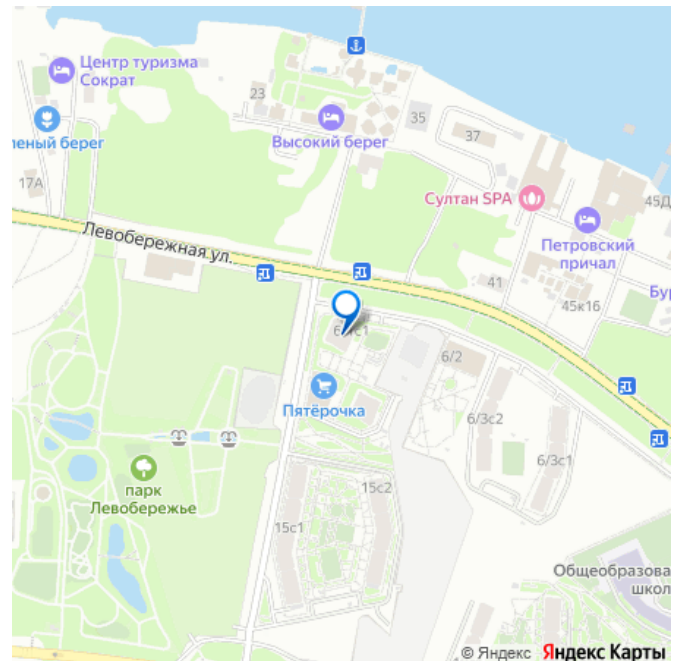 Центр туризма
Сократ
23
35
37
леный берег
Высокий берег
17А
Султан SPA
45Д
Петровский
причал
Левобережная ул.
41
45к16
Бур
6/2
Пятёрочка
6/3с2
6/3с1
парк
Левобережье
15с2
15с1
Общеобразова
школ
© Яндекс Яндекс Карты